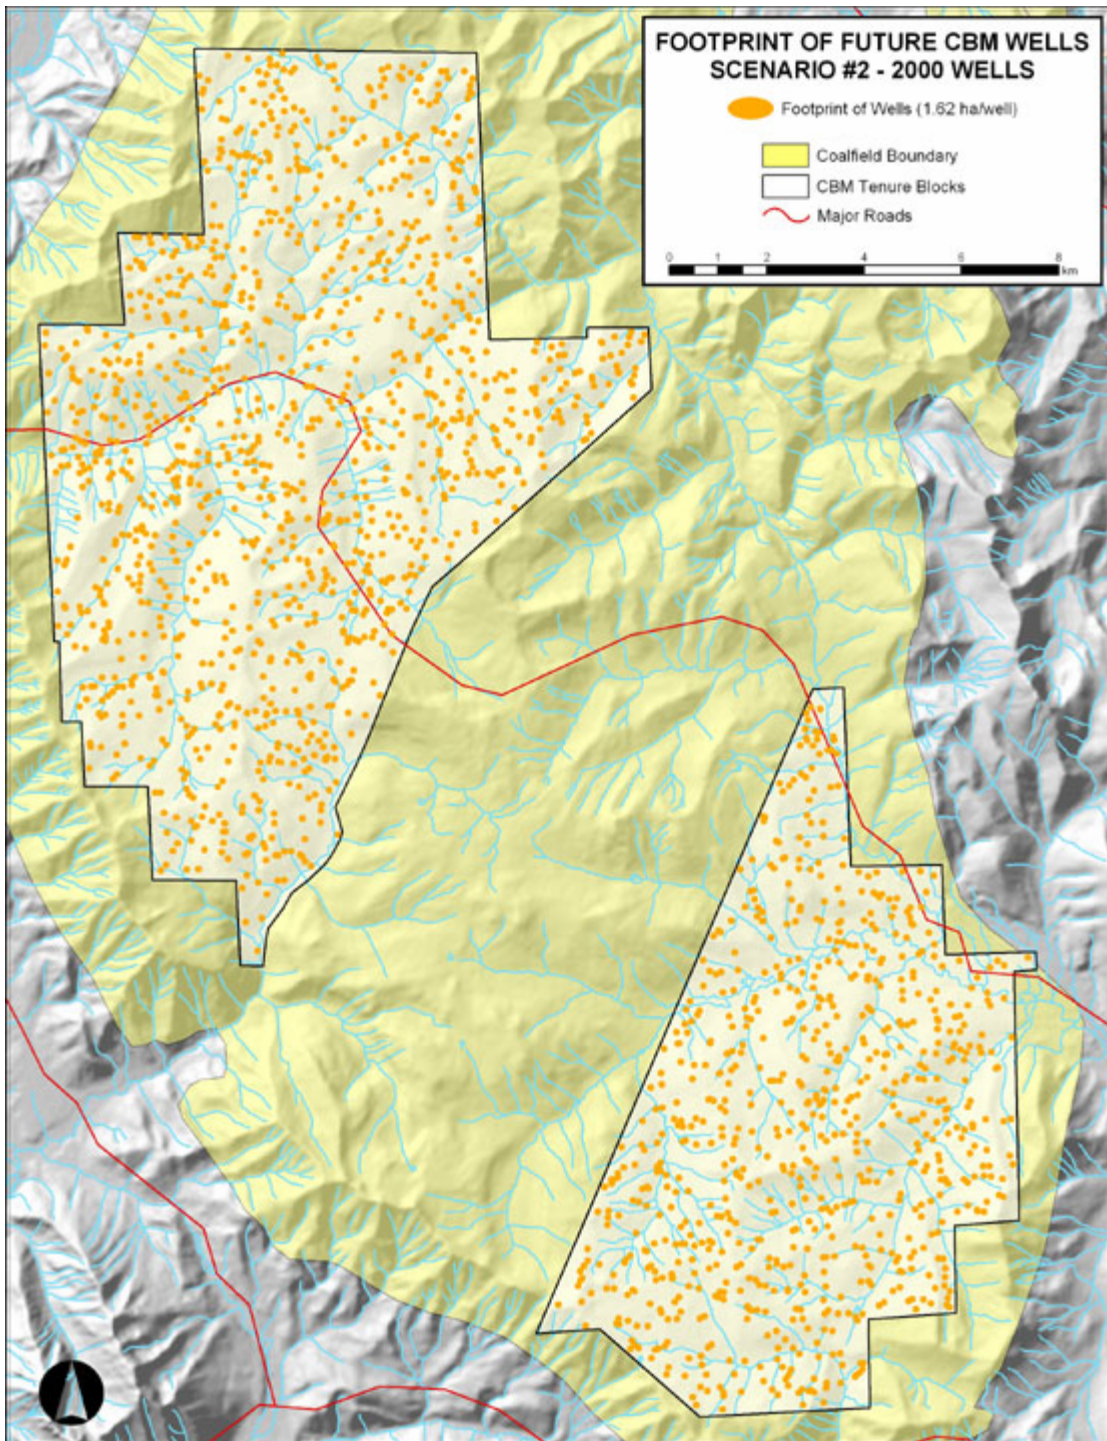 FOOTPRINT OF FUTURE CBM WELLS
SCENARIO #2 - 2000 WELLS
Footprint of Wells (1.62 ha/well)
Coalfield Boundary
CBM Tenure Blocks
Major Roads
0 1 2 4 6 8
km